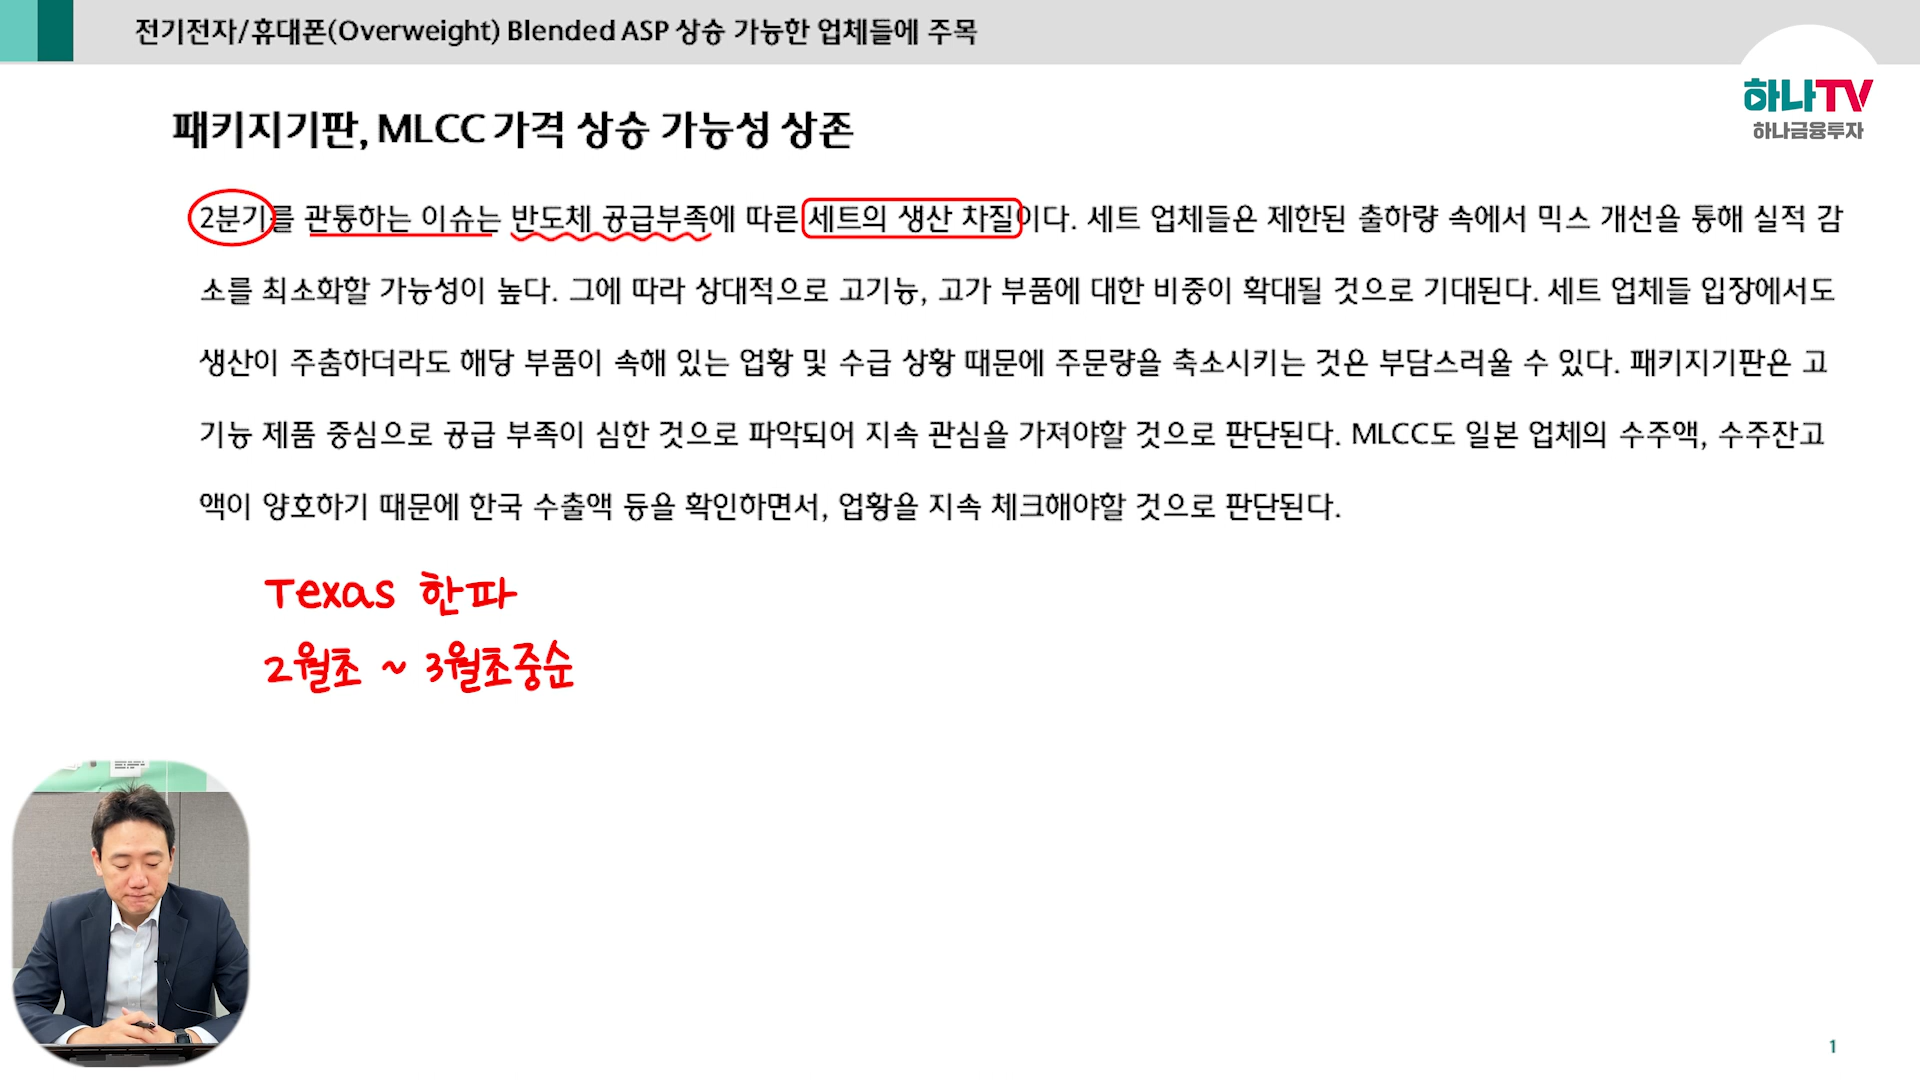 전기전자/휴대폰(Overweight) Blended ASP 상승 가능한 업체들에 주목
하나TV
하나금융투자
패키지기판, MLCC 가격 상승 가능성 상존
2분기를 관통하는 이슈는 반도체 공급부족에 따른 세트의 생산 차질이다. 세트 업체들은 제한된 출하량 속에서 믹스 개선을 통해 실적 감
소를 최소화할 가능성이 높다. 그에 따라 상대적으로 고기능, 고가 부품에 대한 비중이 확대될 것으로 기대된다. 세트 업체들 입장에서도
생산이 주춤하더라도 해당 부품이 속해 있는 업황 및 수급 상황 때문에 주문량을 축소시키는 것은 부담스러울 수 있다. 패키지기판은 고
기능 제품 중심으로 공급 부족이 심한 것으로 파악되어 지속 관심을 가져야할 것으로 판단된다. MLCC도 일본 업체의 수주액, 수주잔고
액이 양호하기 때문에 한국 수출액 등을 확인하면서, 업황을 지속 체크해야할 것으로 판단된다.
Texas 한파
2월초 ~ 3월초중순
1